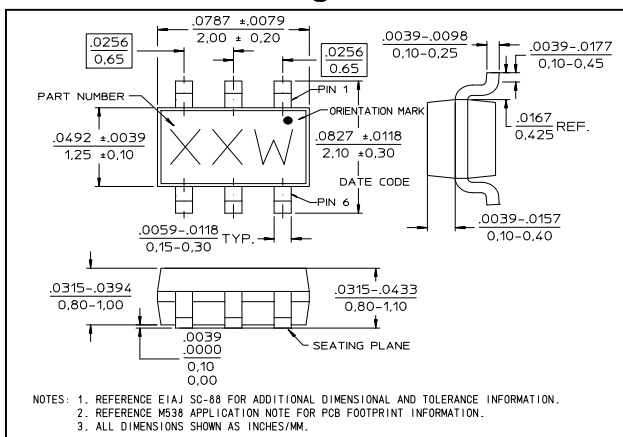 .0787 ±.0079
2,00 ± 0,20
.0256
0,65
.0256
0.65
.0039-.0098
0,10-0,25
.0039-.0177
0,10-0,45
PIN 1
PART NUMBER
ORIENTATION MARK
.0492 ±.0039
1,25 ±0,10
XXW
.0827 ±.0118
2,10 ±0,30
.0167
0,425
REF.
DATE CODE
PIN 6
.0059-.0118
0,15-0,30
TYP.
.0039-.0157
0,10-0,40
.0315-.0394
0,80-1,00
.0315-.0433
0,80-1,10
.0039
.0000
0,10
0,00
SEATING PLANE
NOTES: 1. REFERENCE EIAJ SC-88 FOR ADDITIONAL DIMENSIONAL AND TOLERANCE INFORMATION.
2. REFERENCE M538 APPLICATION NOTE FOR PCB FOOTPRINT INFORMATION.
3. ALL DIMENSIONS SHOWN AS INCHES/MM.